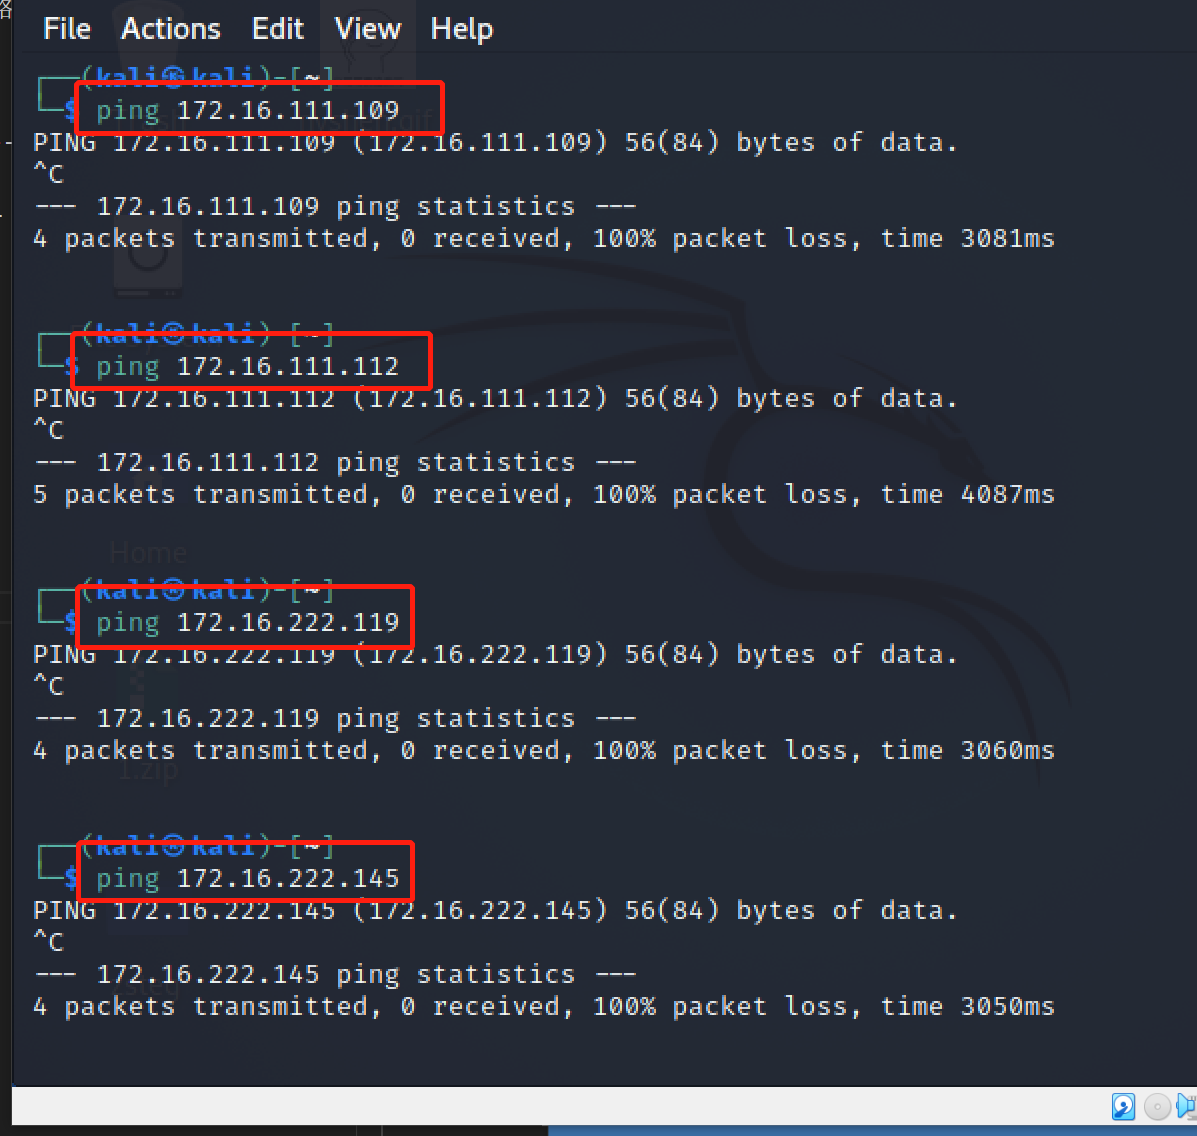 File Actions Edit View Help
(kali㉿kali)-[~]
$ ping 172.16.111.109
PING 172.16.111.109 (172.16.111.109) 56(84) bytes of data.
^C
--- 172.16.111.109 ping statistics ---
4 packets transmitted, 0 received, 100% packet loss, time 3081ms
(kali㉿kali)-[~]
$ ping 172.16.111.112
PING 172.16.111.112 (172.16.111.112) 56(84) bytes of data.
^C
--- 172.16.111.112 ping statistics ---
5 packets transmitted, 0 received, 100% packet loss, time 4087ms
Home
(kali㉿kali)-[~]
$ ping 172.16.222.119
PING 172.16.222.119 (172.16.222.119) 56(84) bytes of data.
^C
--- 172.16.222.119 ping statistics ---
4 packets transmitted, 0 received, 100% packet loss, time 3060ms
1.zip
(kali㉿kali)-[~]
$ ping 172.16.222.145
PING 172.16.222.145 (172.16.222.145) 56(84) bytes of data.
^C
--- 172.16.222.145 ping statistics ---
4 packets transmitted, 0 received, 100% packet loss, time 3050ms